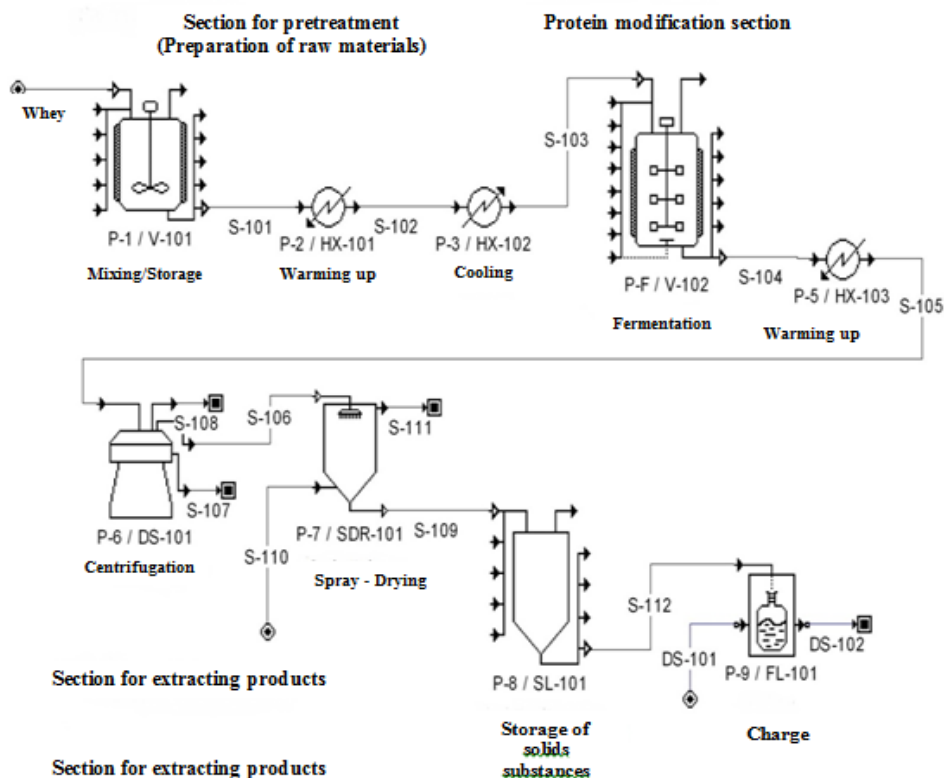 Section for pretreatment
(Preparation of raw materials)
Protein modification section
Whey
S-103
S-101
S-102
P-1 / V-101
P-2 / HX-101
P-3 / HX-102
Mixing/Storage
Warming up
Cooling
P-F / V-102
S-104
P-5 / HX-103
S-105
Fermentation
Warming up
S-108
S-106
S-111
S-107
P-6 / DS-101
S-110
P-7 / SDR-101
S-109
Centrifugation
Spray - Drying
S-112
DS-101
DS-102
P-8 / SL-101
P-9 / FL-101
Section for extracting products
Storage of
solids
substances
Charge
Section for extracting products